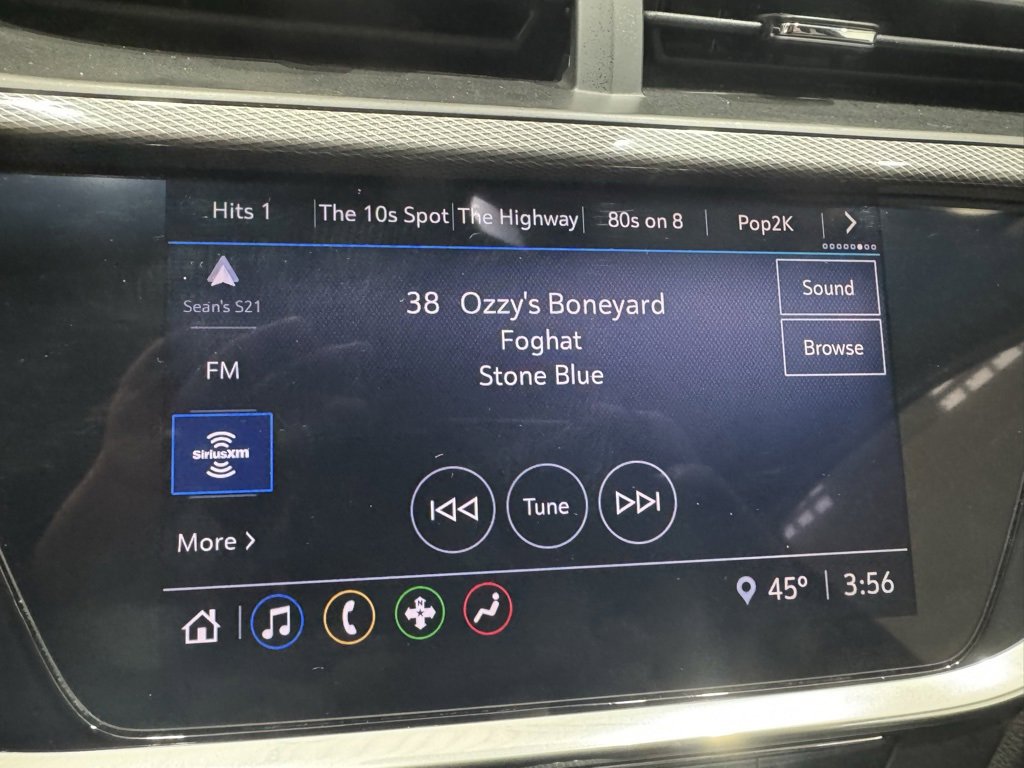 Hits 1 The 10s Spot The Highway 80s on 8 Pop2K
Sean's S21
38 Ozzy's Boneyard
Sound
Foghat
Browse
FM
Stone Blue
SiriusXM
Tune
More
N
45° 3:56